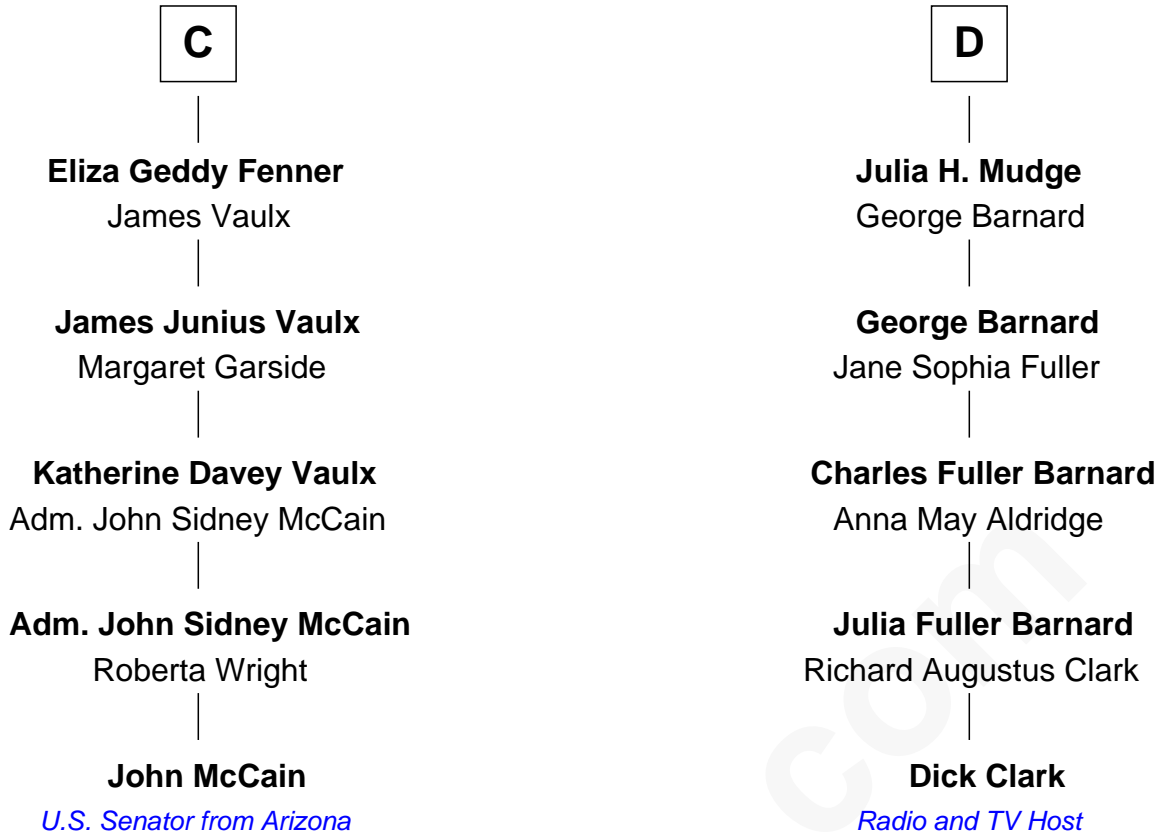 C
Eliza Geddy Fenner
James Vaulx
James Junius Vaulx
Margaret Garside
Katherine Davey Vaulx
Adm. John Sidney McCain
Adm. John Sidney McCain
Roberta Wright
John McCain
U.S. Senator from Arizona
D
Julia H. Mudge
George Barnard
George Barnard
Jane Sophia Fuller
Charles Fuller Barnard
Anna May Aldridge
Julia Fuller Barnard
Richard Augustus Clark
Dick Clark
Radio and TV Host
com